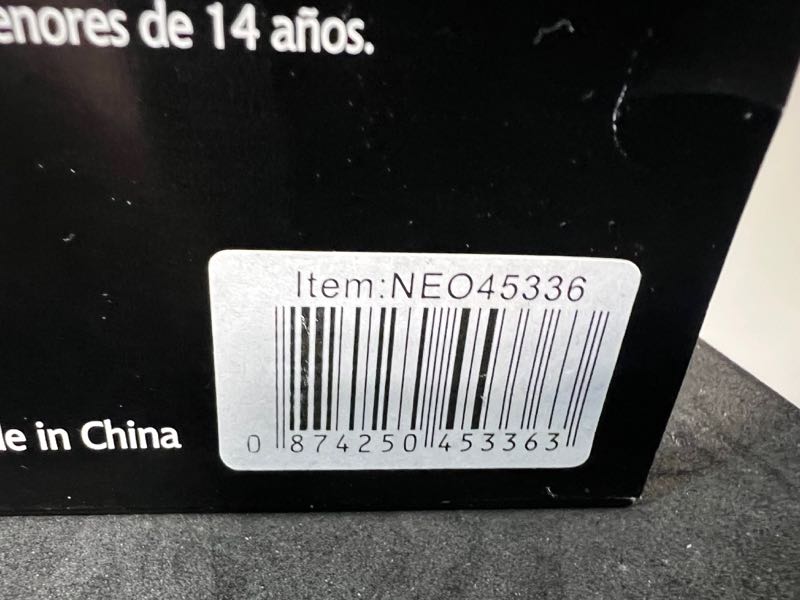 enores de 14 años.
Item:NEO45336
0 874250 453363
le in China